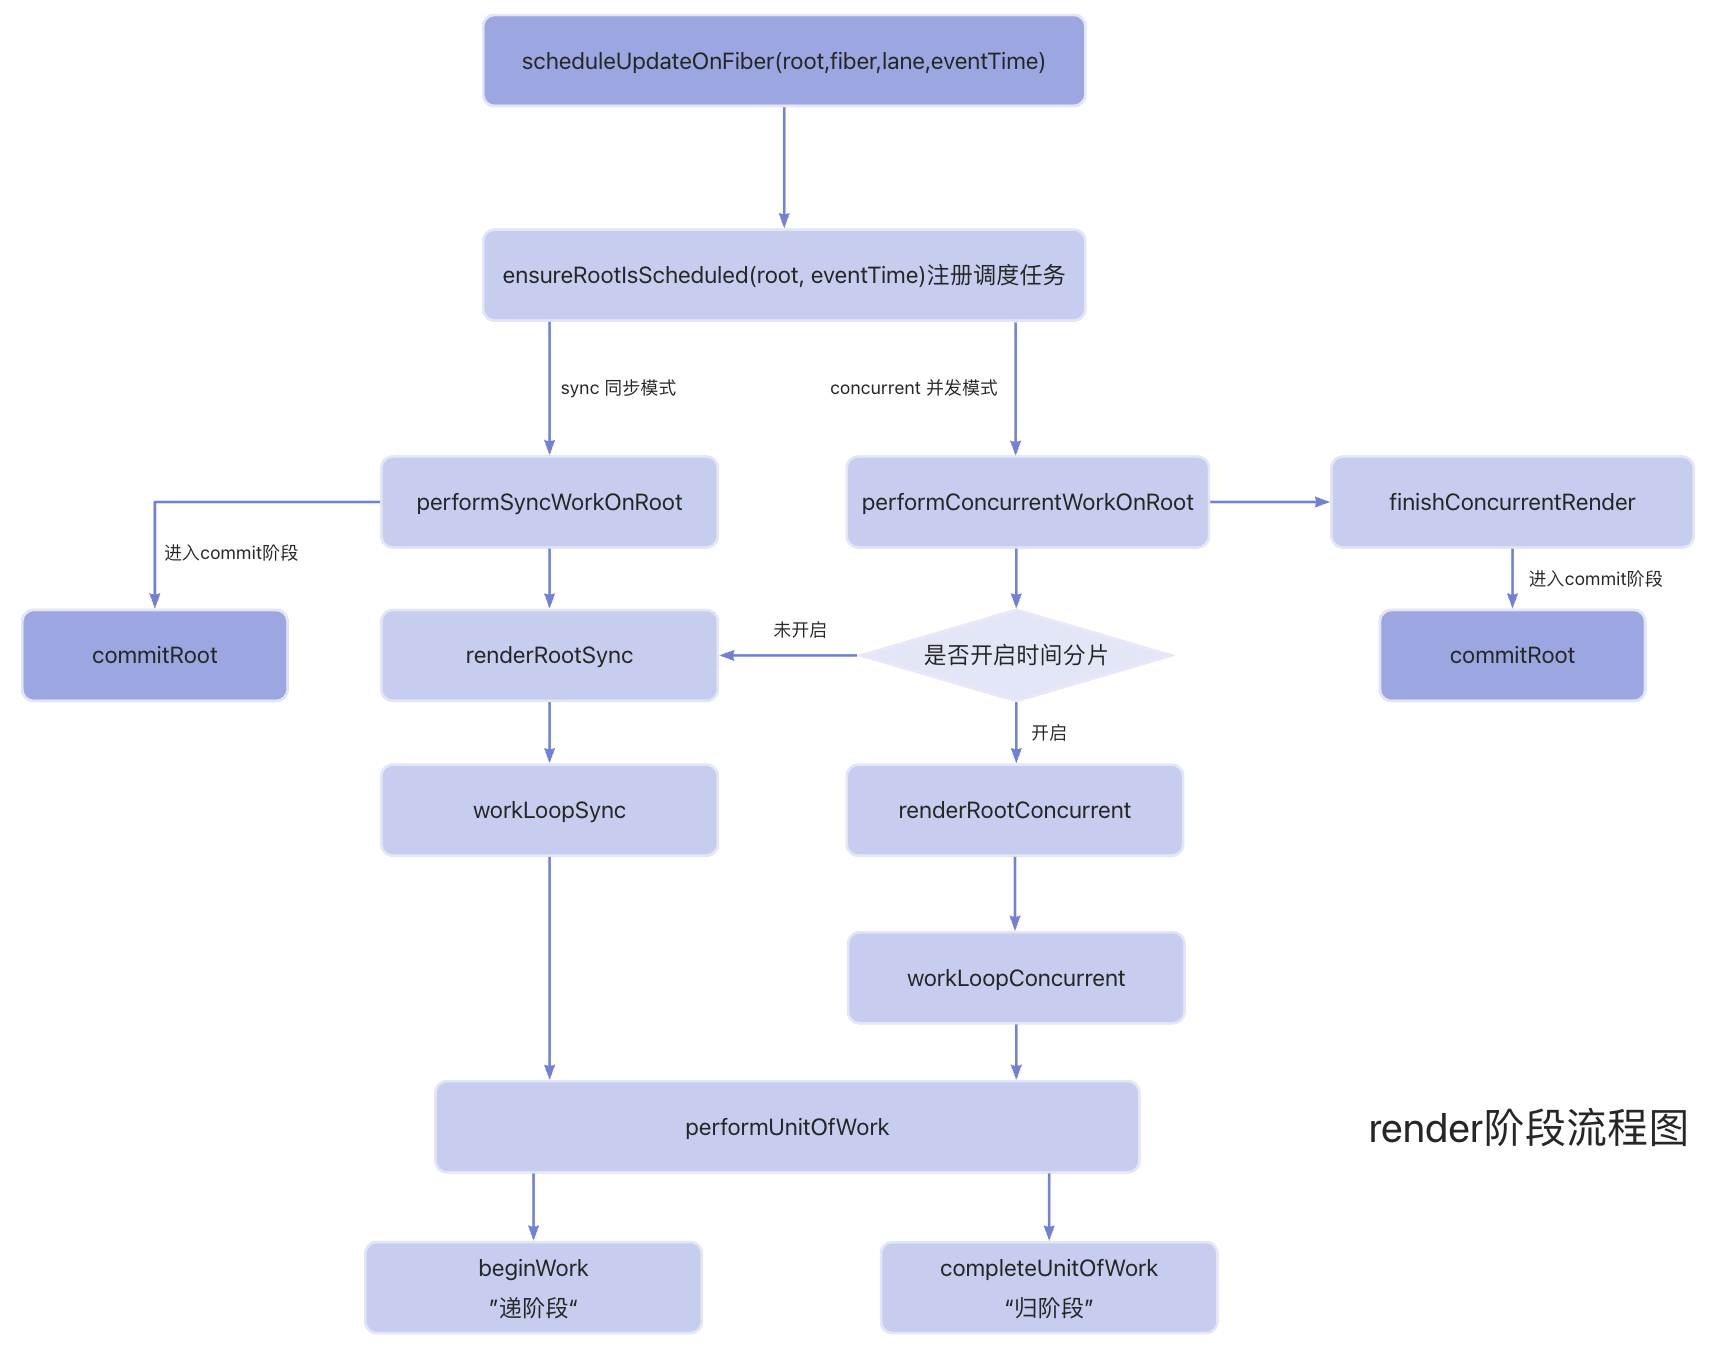 scheduleUpdateOnFiber(root,fiber,lane,eventTime)
ensureRootIsScheduled(root, eventTime)注册调度任务
sync 同步模式
concurrent 并发模式
performSyncWorkOnRoot
performConcurrentWorkOnRoot
finishConcurrentRender
进入commit阶段
进入commit阶段
commitRoot
renderRootSync
未开启
是否开启时间分片
commitRoot
开启
workLoopSync
renderRootConcurrent
workLoopConcurrent
performUnitOfWork
render阶段流程图
beginWork
”递阶段“
completeUnitOfWork
“归阶段”